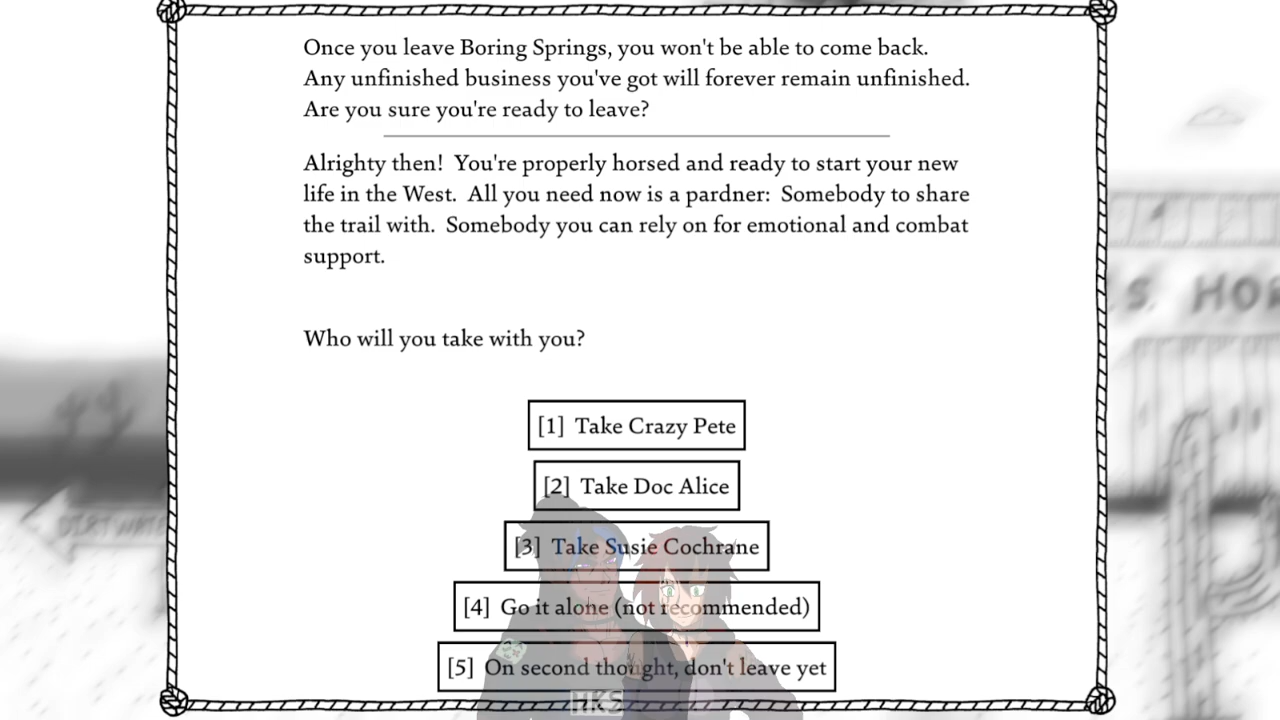 Once you leave Boring Springs, you won't be able to come back.
Any unfinished business you've got will forever remain unfinished.
Are you sure you're ready to leave?
Alrighty then!  You're properly horsed and ready to start your new
life in the West.  All you need now is a pardner:  Somebody to share
the trail with.  Somebody you can rely on for emotional and combat
support.
Who will you take with you?
[1]  Take Crazy Pete
[2]  Take Doc Alice
[3]  Take Susie Cochrane
[4]  Go it alone (not recommended)
[5]  On second thought, don't leave yet
HKS